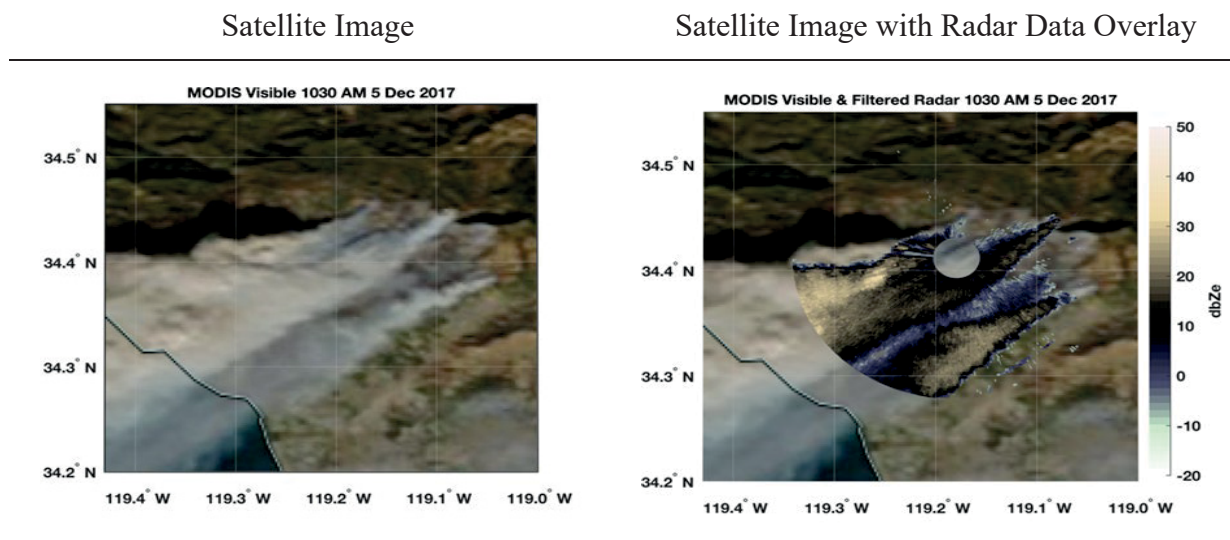 Satellite Image
Satellite Image with Radar Data Overlay
MODIS Visible 1030 AM 5 Dec 2017
34.5° N
34.4° N
34.3° N
34.2° N
119.4° W
119.3° W
119.2° W
119.1° W
119.0° W
MODIS Visible & Filtered Radar 1030 AM 5 Dec 2017
34.5° N
34.4° N
34.3° N
34.2° N
119.4° W
119.3° W
119.2° W
119.1° W
119.0° W
50
40
30
20
10
0
-10
-20
dbZe